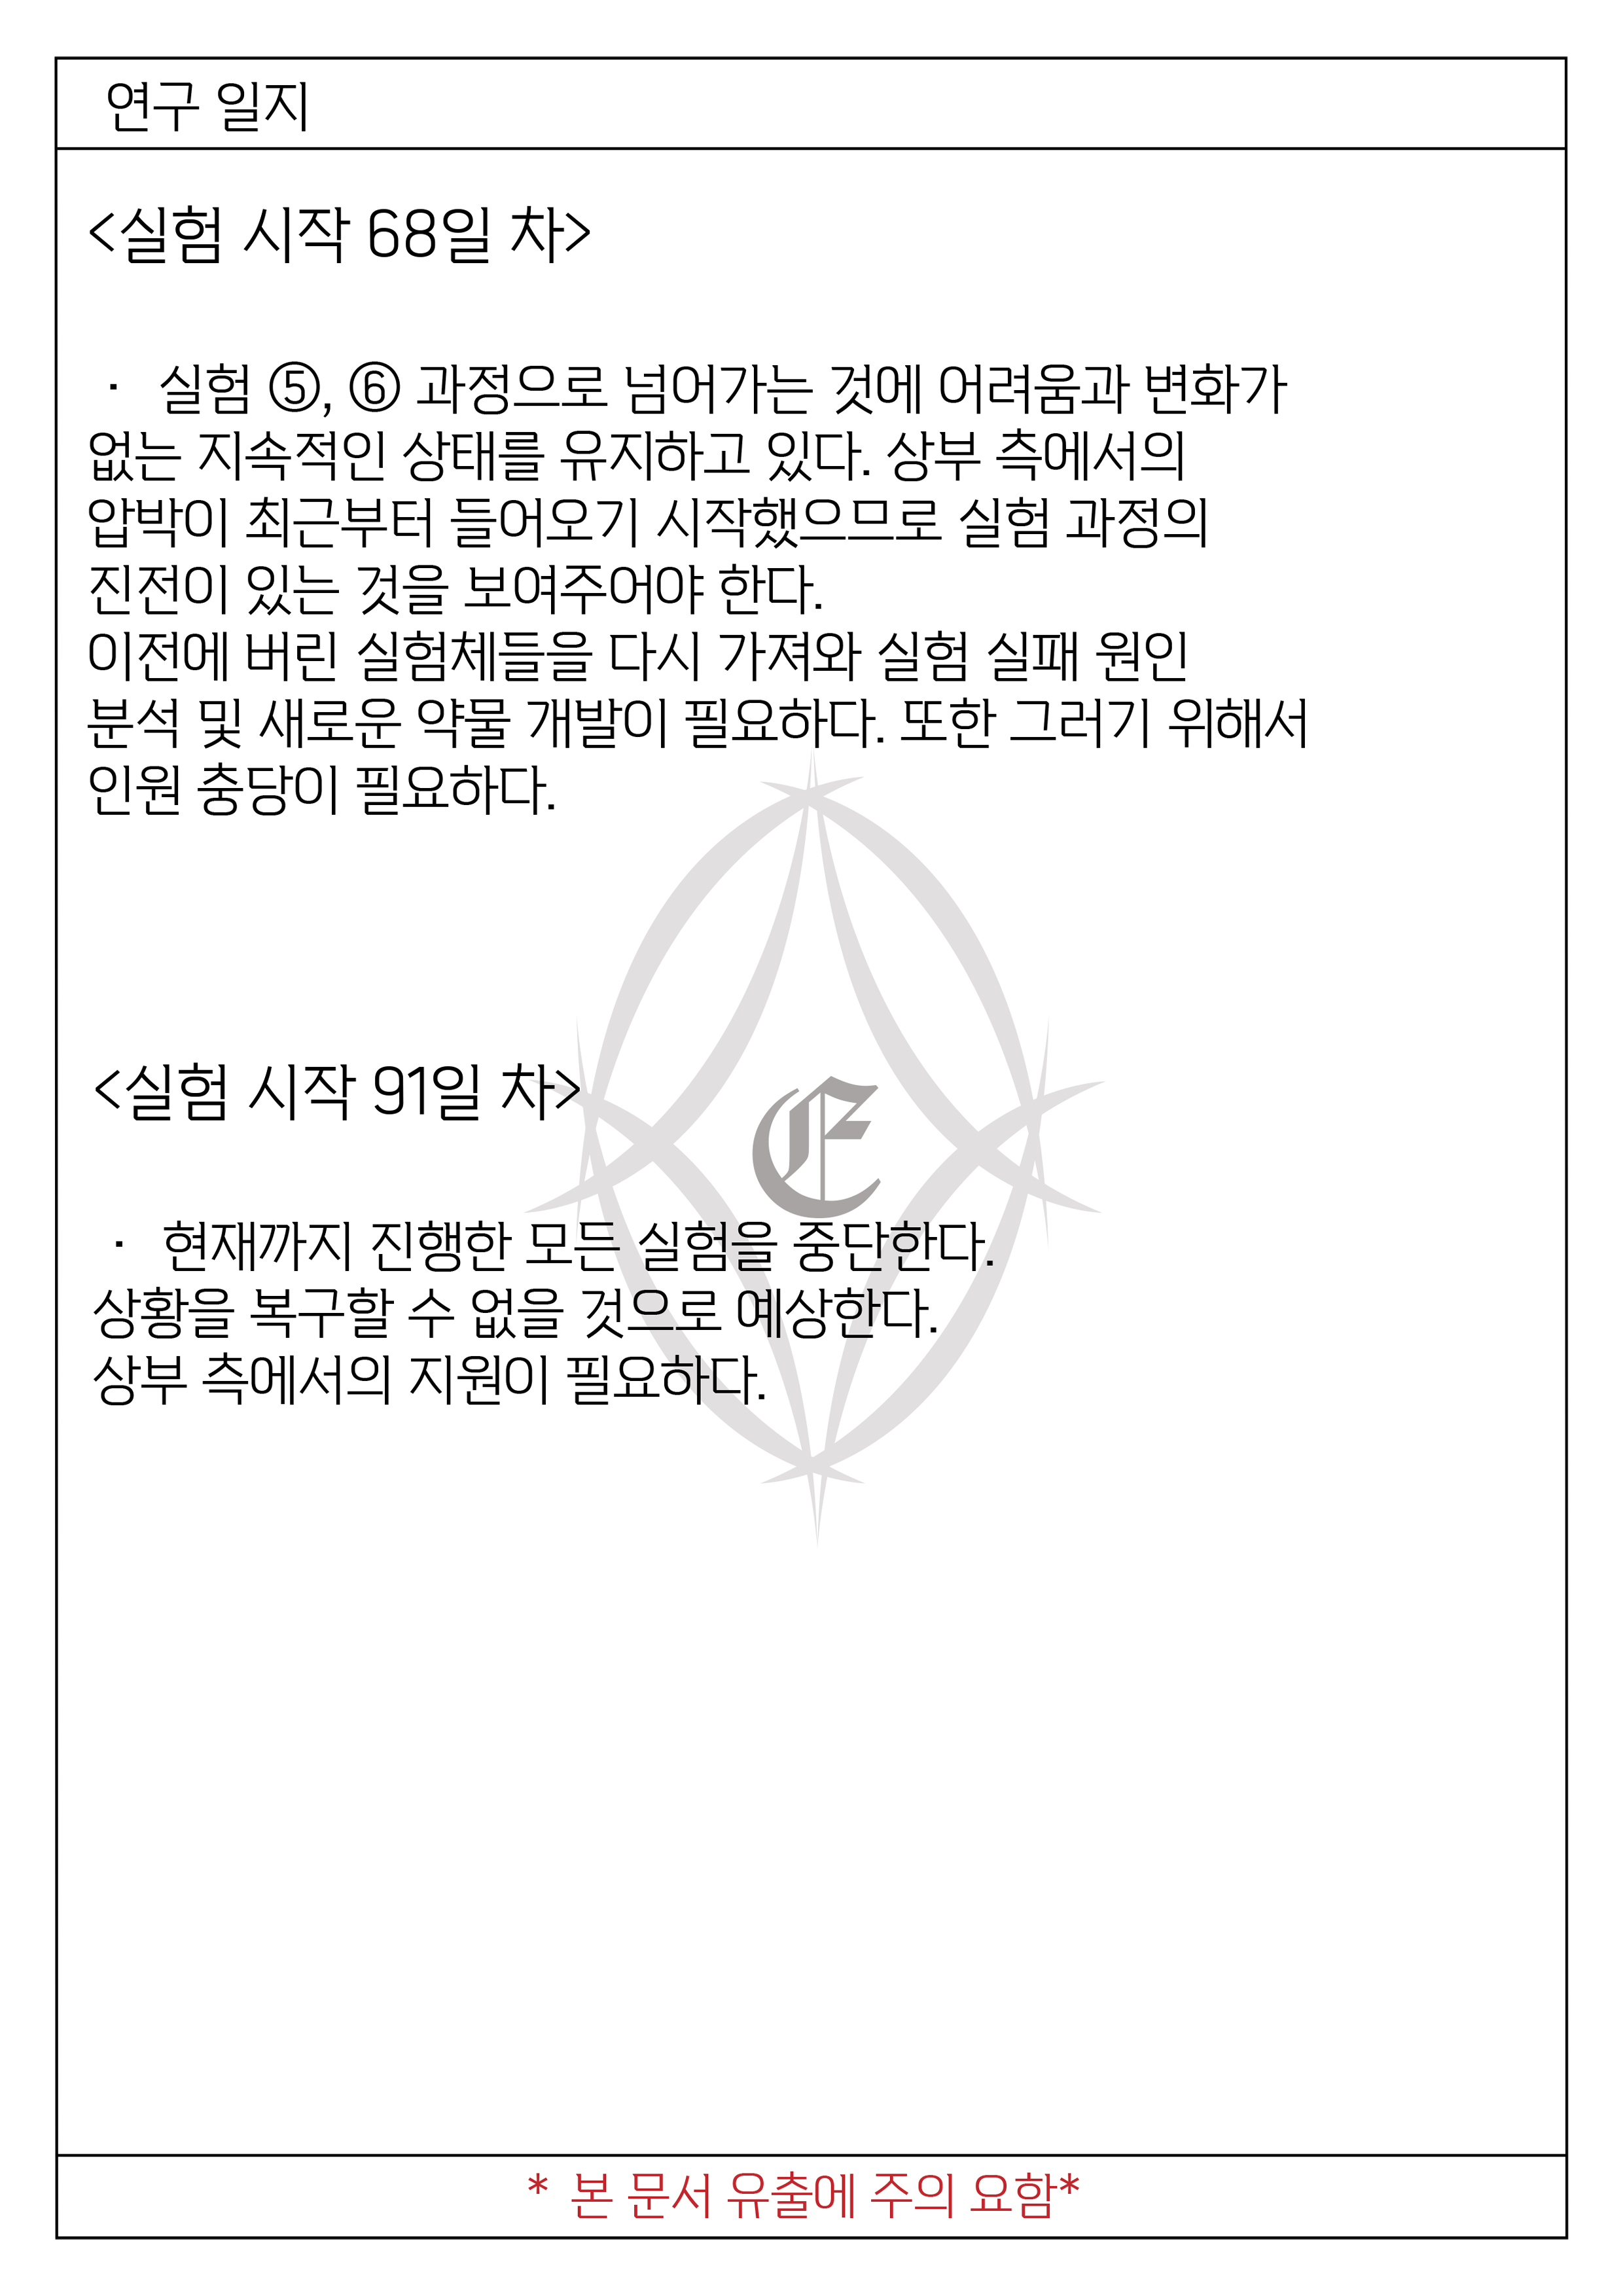 연구 일지
<실험 시작 68일 차>
· 실험 ⑤, ⑥ 과정으로 넘어가는 것에 어려움과 변화가
없는 지속적인 상태를 유지하고 있다. 상부 측에서의
압박이 최근부터 들어오기 시작했으므로 실험 과정의
진전이 있는 것을 보여주어야 한다.
이전에 버린 실험체들을 다시 가져와 실험 실패 원인
분석 및 새로운 약물 개발이 필요하다. 또한 그러기 위해서
인원 충당이 필요하다.
E
<실험 시작 91일 차>
· 현재까지 진행한 모든 실험을 중단한다.
상황을 복구할 수 없을 것으로 예상한다.
상부 측에서의 지원이 필요하다.
* 본 문서 유출에 주의 요함*